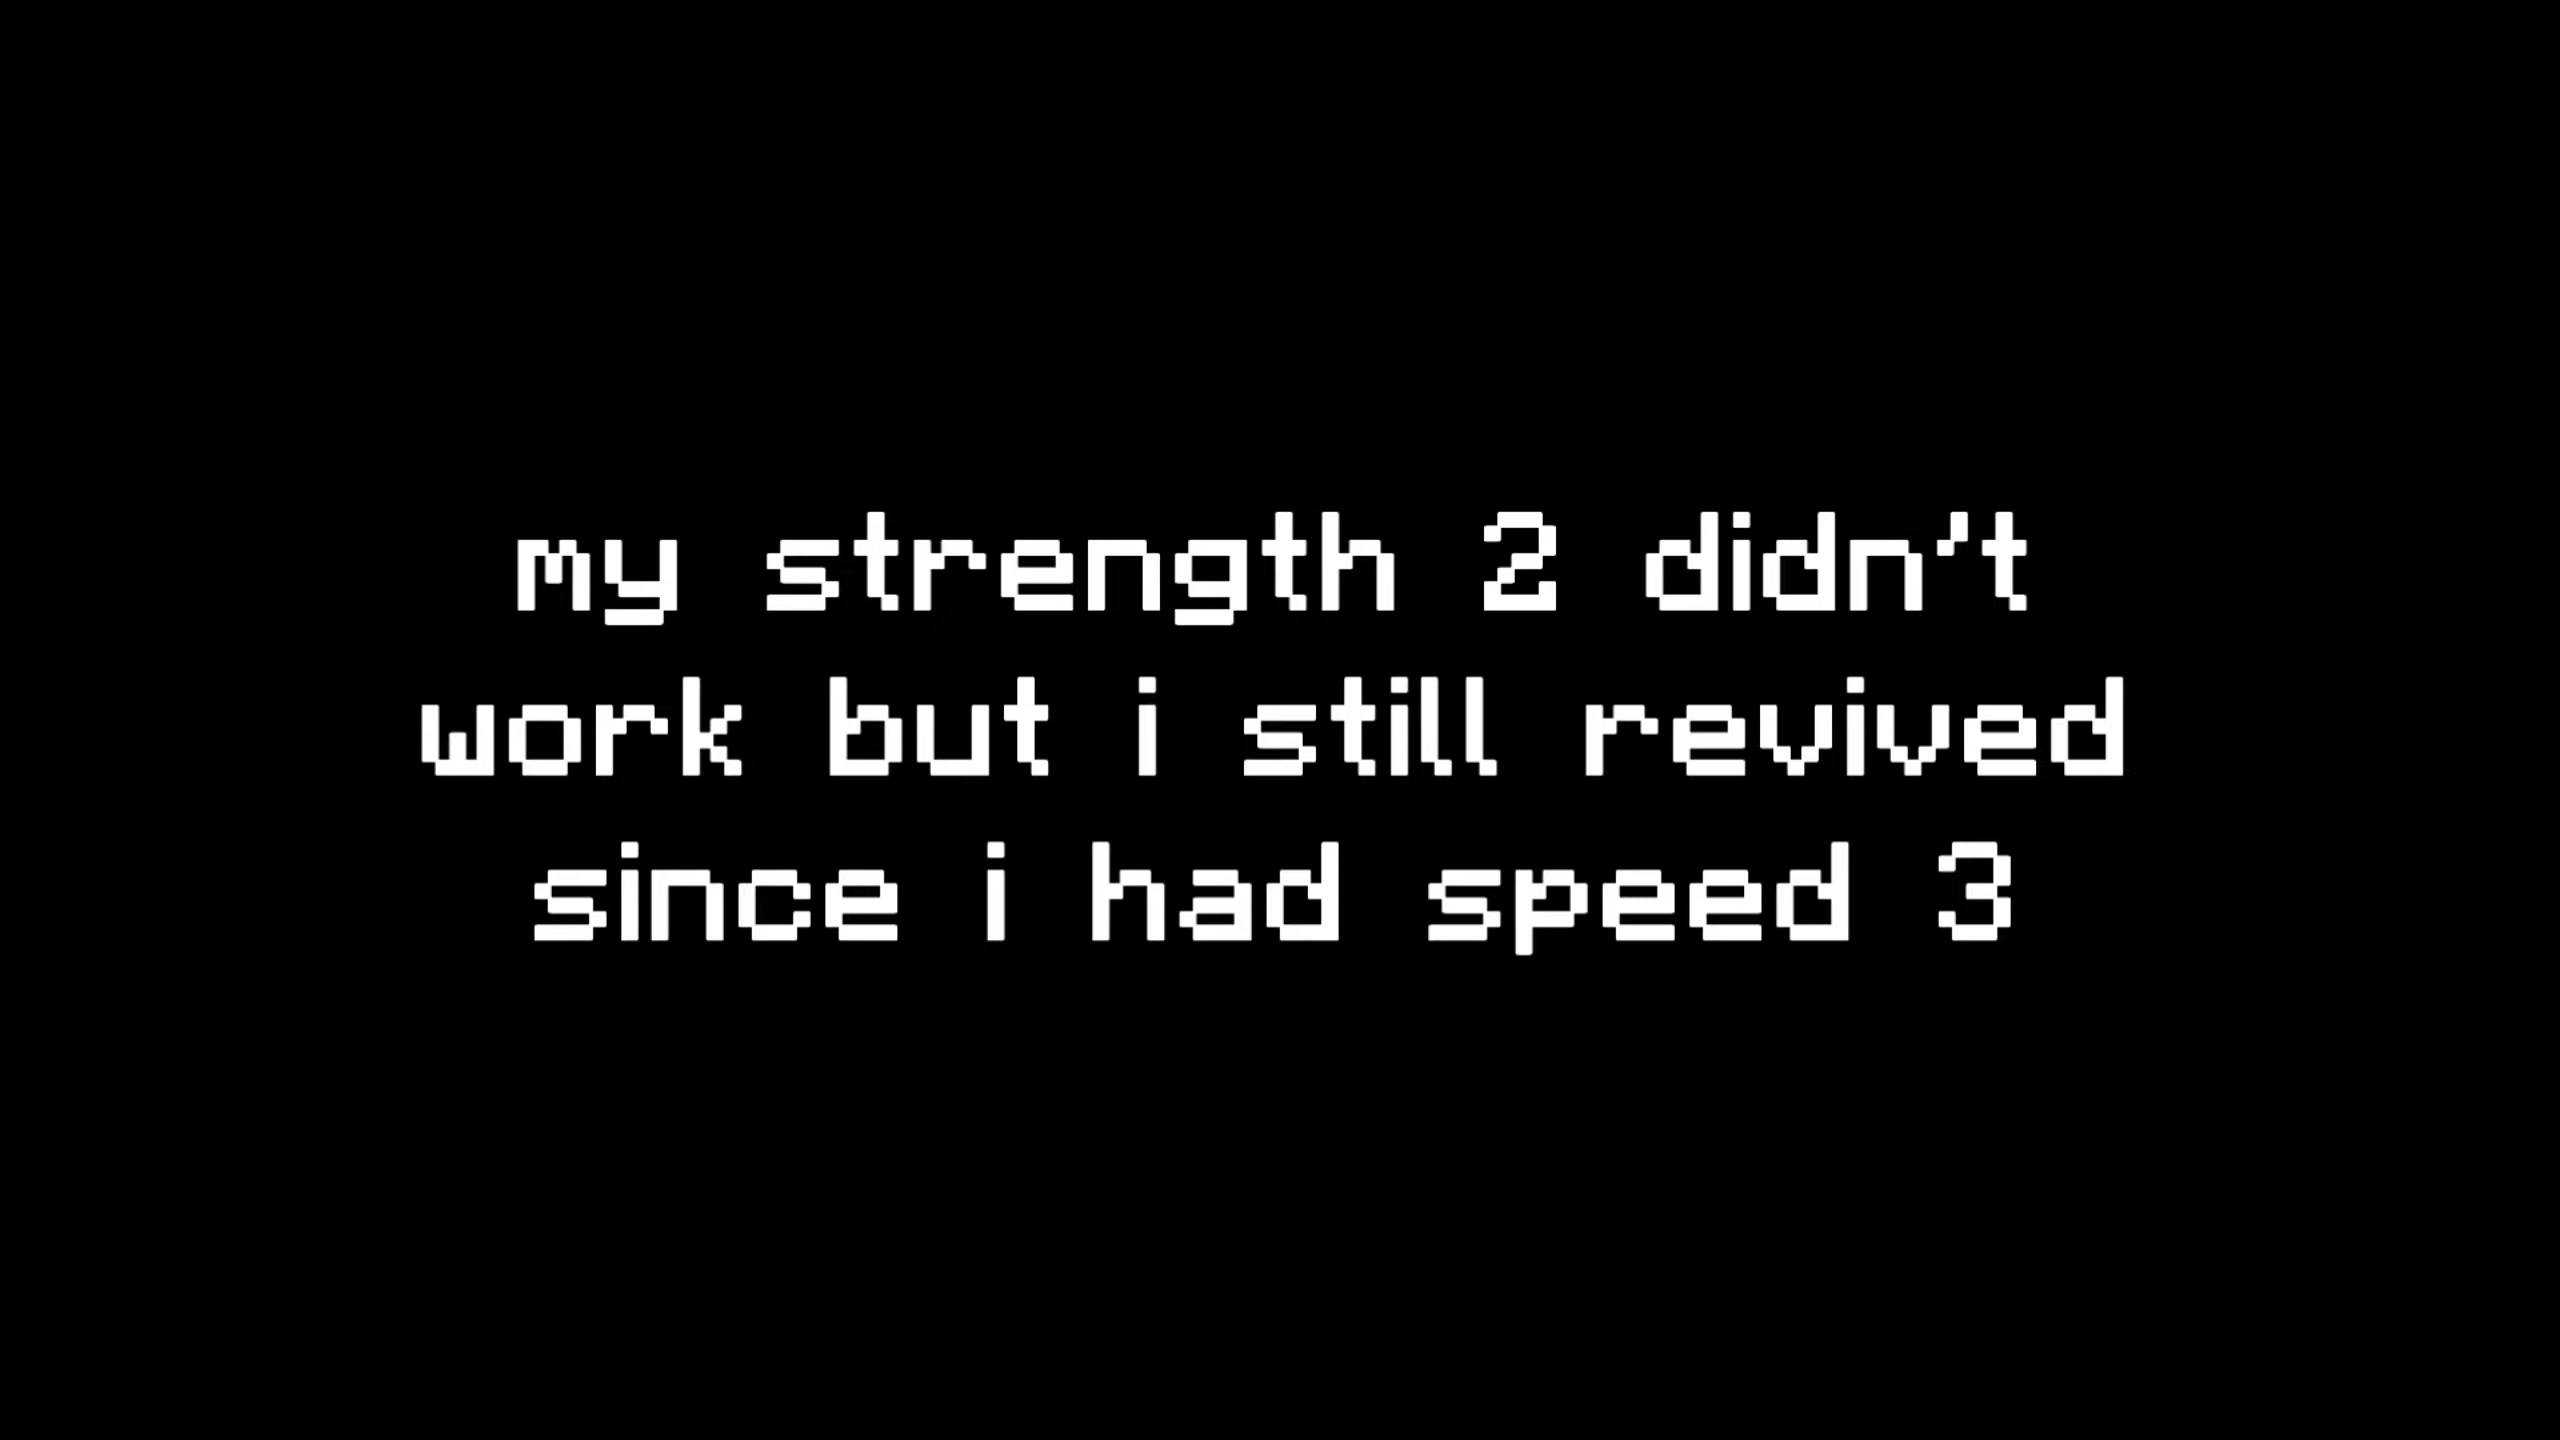 my strength 2 didn't
work but i still revived
since i had speed 3